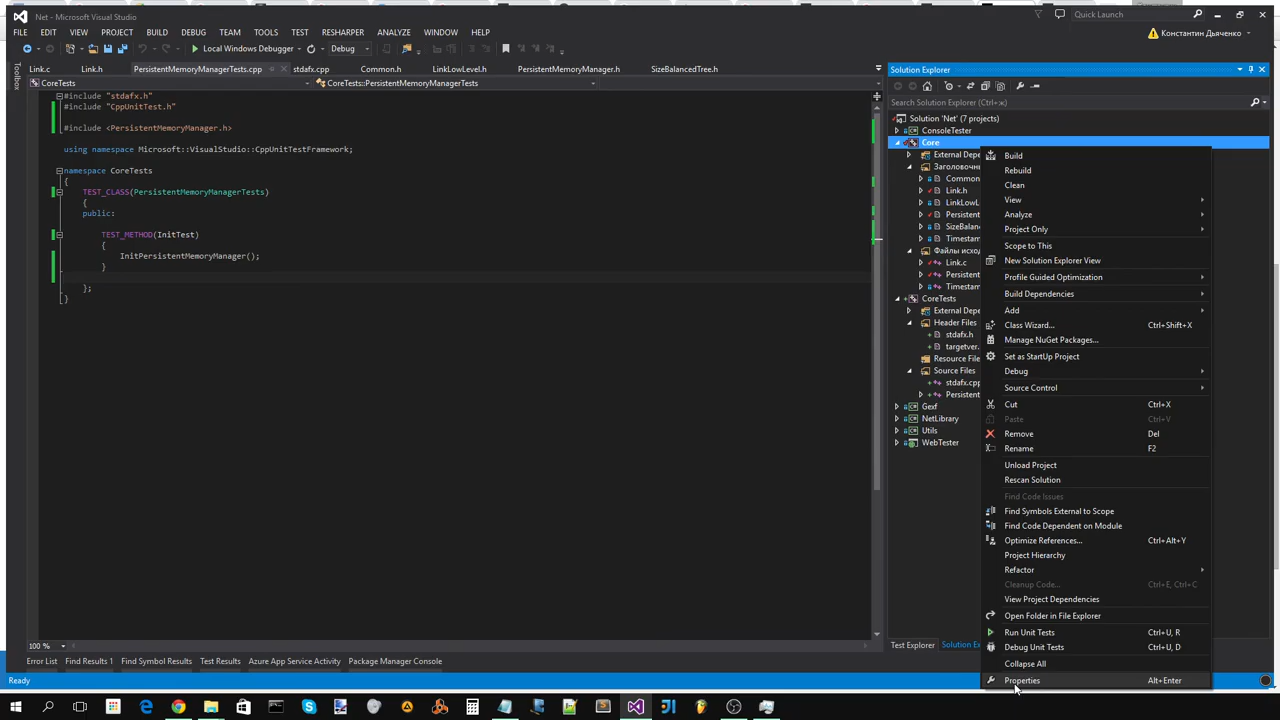 Net - Microsoft Visual Studio
Quick Launch
FILE EDIT VIEW PROJECT BUILD DEBUG TEAM TOOLS TEST RESHARPER ANALYZE WINDOW HELP
Константин Дьяченко
Local Windows Debugger
Debug
Toolbox
Link.c Link.h PersistentMemoryManagerTests.cpp stdafx.cpp Common.h LinkLowLevel.h PersistentMemoryManager.h SizeBalancedTree.h
CoreTests
CoreTests::PersistentMemoryManagerTests
#include "stdafx.h"
#include "CppUnitTest.h"
#include <PersistentMemoryManager.h>
using namespace Microsoft::VisualStudio::CppUnitTestFramework;
namespace CoreTests
{
TEST_CLASS(PersistentMemoryManagerTests)
{
public:
TEST_METHOD(InitTest)
{
InitPersistentMemoryManager();
}
};
}
100 %
Error List Find Results 1 Find Symbol Results Test Results Azure App Service Activity Package Manager Console
Ready
Solution Explorer
Search Solution Explorer (Ctrl+ж)
Solution 'Net' (7 projects)
ConsoleTester
Core
External Depe
Заголовочн
Common
Link.h
LinkLowL
Persistent
SizeBalan
Timestam
Файлы исход
Link.c
Persistent
Timestam
CoreTests
External Depe
Header Files
stdafx.h
targetver.
Resource File
Source Files
stdafx.cpp
Persistent
Gexf
NetLibrary
Utils
WebTester
Test Explorer Solution Ex
Build
Rebuild
Clean
View
Analyze
Project Only
Scope to This
New Solution Explorer View
Profile Guided Optimization
Build Dependencies
Add
Class Wizard... Ctrl+Shift+X
Manage NuGet Packages...
Set as StartUp Project
Debug
Source Control
Cut Ctrl+X
Paste Ctrl+V
Remove Del
Rename F2
Unload Project
Rescan Solution
Find Code Issues
Find Symbols External to Scope
Find Code Dependent on Module
Optimize References... Ctrl+Alt+Y
Project Hierarchy
Refactor
Cleanup Code... Ctrl+E, Ctrl+C
View Project Dependencies
Open Folder in File Explorer
Run Unit Tests Ctrl+U, R
Debug Unit Tests Ctrl+U, D
Collapse All
Properties Alt+Enter